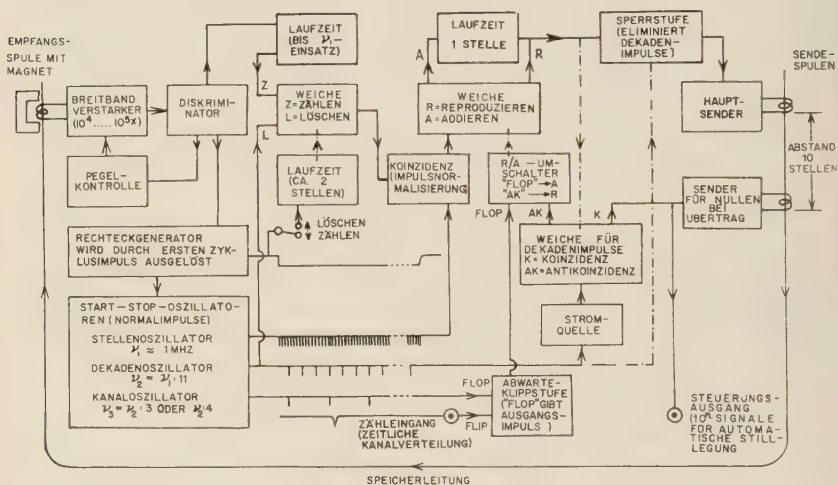 EMPFANGS-
SPULE MIT
MAGNET
BREITBAND
VERSTÄRKER
(10⁴ ..... 10⁵x)
DISKRIMI-
NATOR
PEGEL-
KONTROLLE
RECHTECKGENERATOR
WIRD DURCH ERSTEN ZYK-
LUSIMPULS AUSGELÖST
START-STOP-OSZILLATO-
REN (NORMALIMPULSE)
STELLENOSZILLATOR
ν₁ ≈ 1 MHZ
DEKADENOSZILLATOR
ν₂ = ν₁:11
KANALOSZILLATOR
ν₃ = ν₂:3 ODER ν₂:4
LAUFZEIT
(BIS ν₁-
EINSATZ)
Z
L
WEICHE
Z=ZÄHLEN
L=LÖSCHEN
LAUFZEIT
(CA. 2
STELLEN)
LÖSCHEN
ZÄHLEN
KOINZIDENZ
(IMPULSNOR-
MALISIERUNG)
LAUFZEIT
1 STELLE
A
R
WEICHE
R=REPRODUZIEREN
A=ADDIEREN
R/A-UM-
SCHALTER
"FLOP"→A
"AK"→R
FLOP
AK
K
WEICHE FÜR
DEKADENIMPULSE
K=KOINZIDENZ
AK=ANTIKOINZIDENZ
STROM-
QUELLE
FLOP
FLIP
ABWARTE-
KLIPPSTUFE
("FLOP" GIBT
AUSGANGS-
IMPULS)
ZÄHLEINGANG
(ZEITLICHE
KANALVERTEILUNG)
SPERRSTUFE
(ELIMINIERT
DEKADEN-
IMPULSE)
SENDE-
SPULEN
HAUPT-
SENDER
ABSTAND
10
STELLEN
SENDER
FÜR NULLEN
BEI
UBERTRAG
STEUERUNGS-
AUSGANG
(10ⁿ SIGNALE
FÖR AUTOMA-
TISCHE STILL-
LEGUNG)
SPEICHERLEITUNG